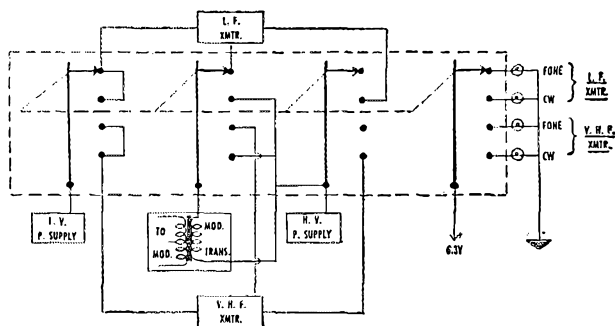 L. F.
XMTR.
FONE
CW
L. F.
XMTR.
FONE
CW
V. H. F.
XMTR.
I. V.
P. SUPPLY
TO
MOD.
MOD.
TRANS.
H. V.
P. SUPPLY
6.3V
V. H. F.
XMTR.